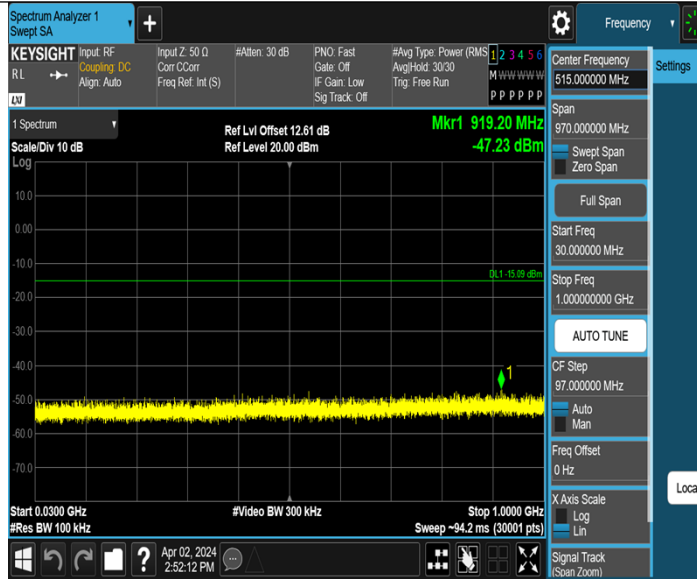 Spectrum Analyzer 1
Swept SA
Frequency
KEYSIGHT
R L
LXI
Input: RF
Coupling: DC
Align: Auto
Input Z: 50 Ω
Corr CCorr
Freq Ref: Int (S)
#Atten: 30 dB
PNO: Fast
Gate: Off
IF Gain: Low
Sig Track: Off
#Avg Type: Power (RMS
Avg|Hold: 30/30
Trig: Free Run
1 2 3 4 5 6
M W W W W W
P P P P P P
1 Spectrum
Scale/Div 10 dB
Log
Ref Lvl Offset 12.61 dB
Ref Level 20.00 dBm
Mkr1 919.20 MHz
-47.23 dBm
10.0
0.00
-10.0
DL1 -15.09 dBm
-20.0
-30.0
-40.0
1
-50.0
-60.0
-70.0
Start 0.0300 GHz
#Res BW 100 kHz
#Video BW 300 kHz
Stop 1.0000 GHz
Sweep ~94.2 ms (30001 pts)
?
Apr 02, 2024
2:52:12 PM
Center Frequency
515.000000 MHz
Span
970.000000 MHz
Swept Span
Zero Span
Full Span
Start Freq
30.000000 MHz
Stop Freq
1.000000000 GHz
AUTO TUNE
CF Step
97.000000 MHz
Auto
Man
Freq Offset
0 Hz
X Axis Scale
Log
Lin
Signal Track
(Span Zoom)
Settings
Loca